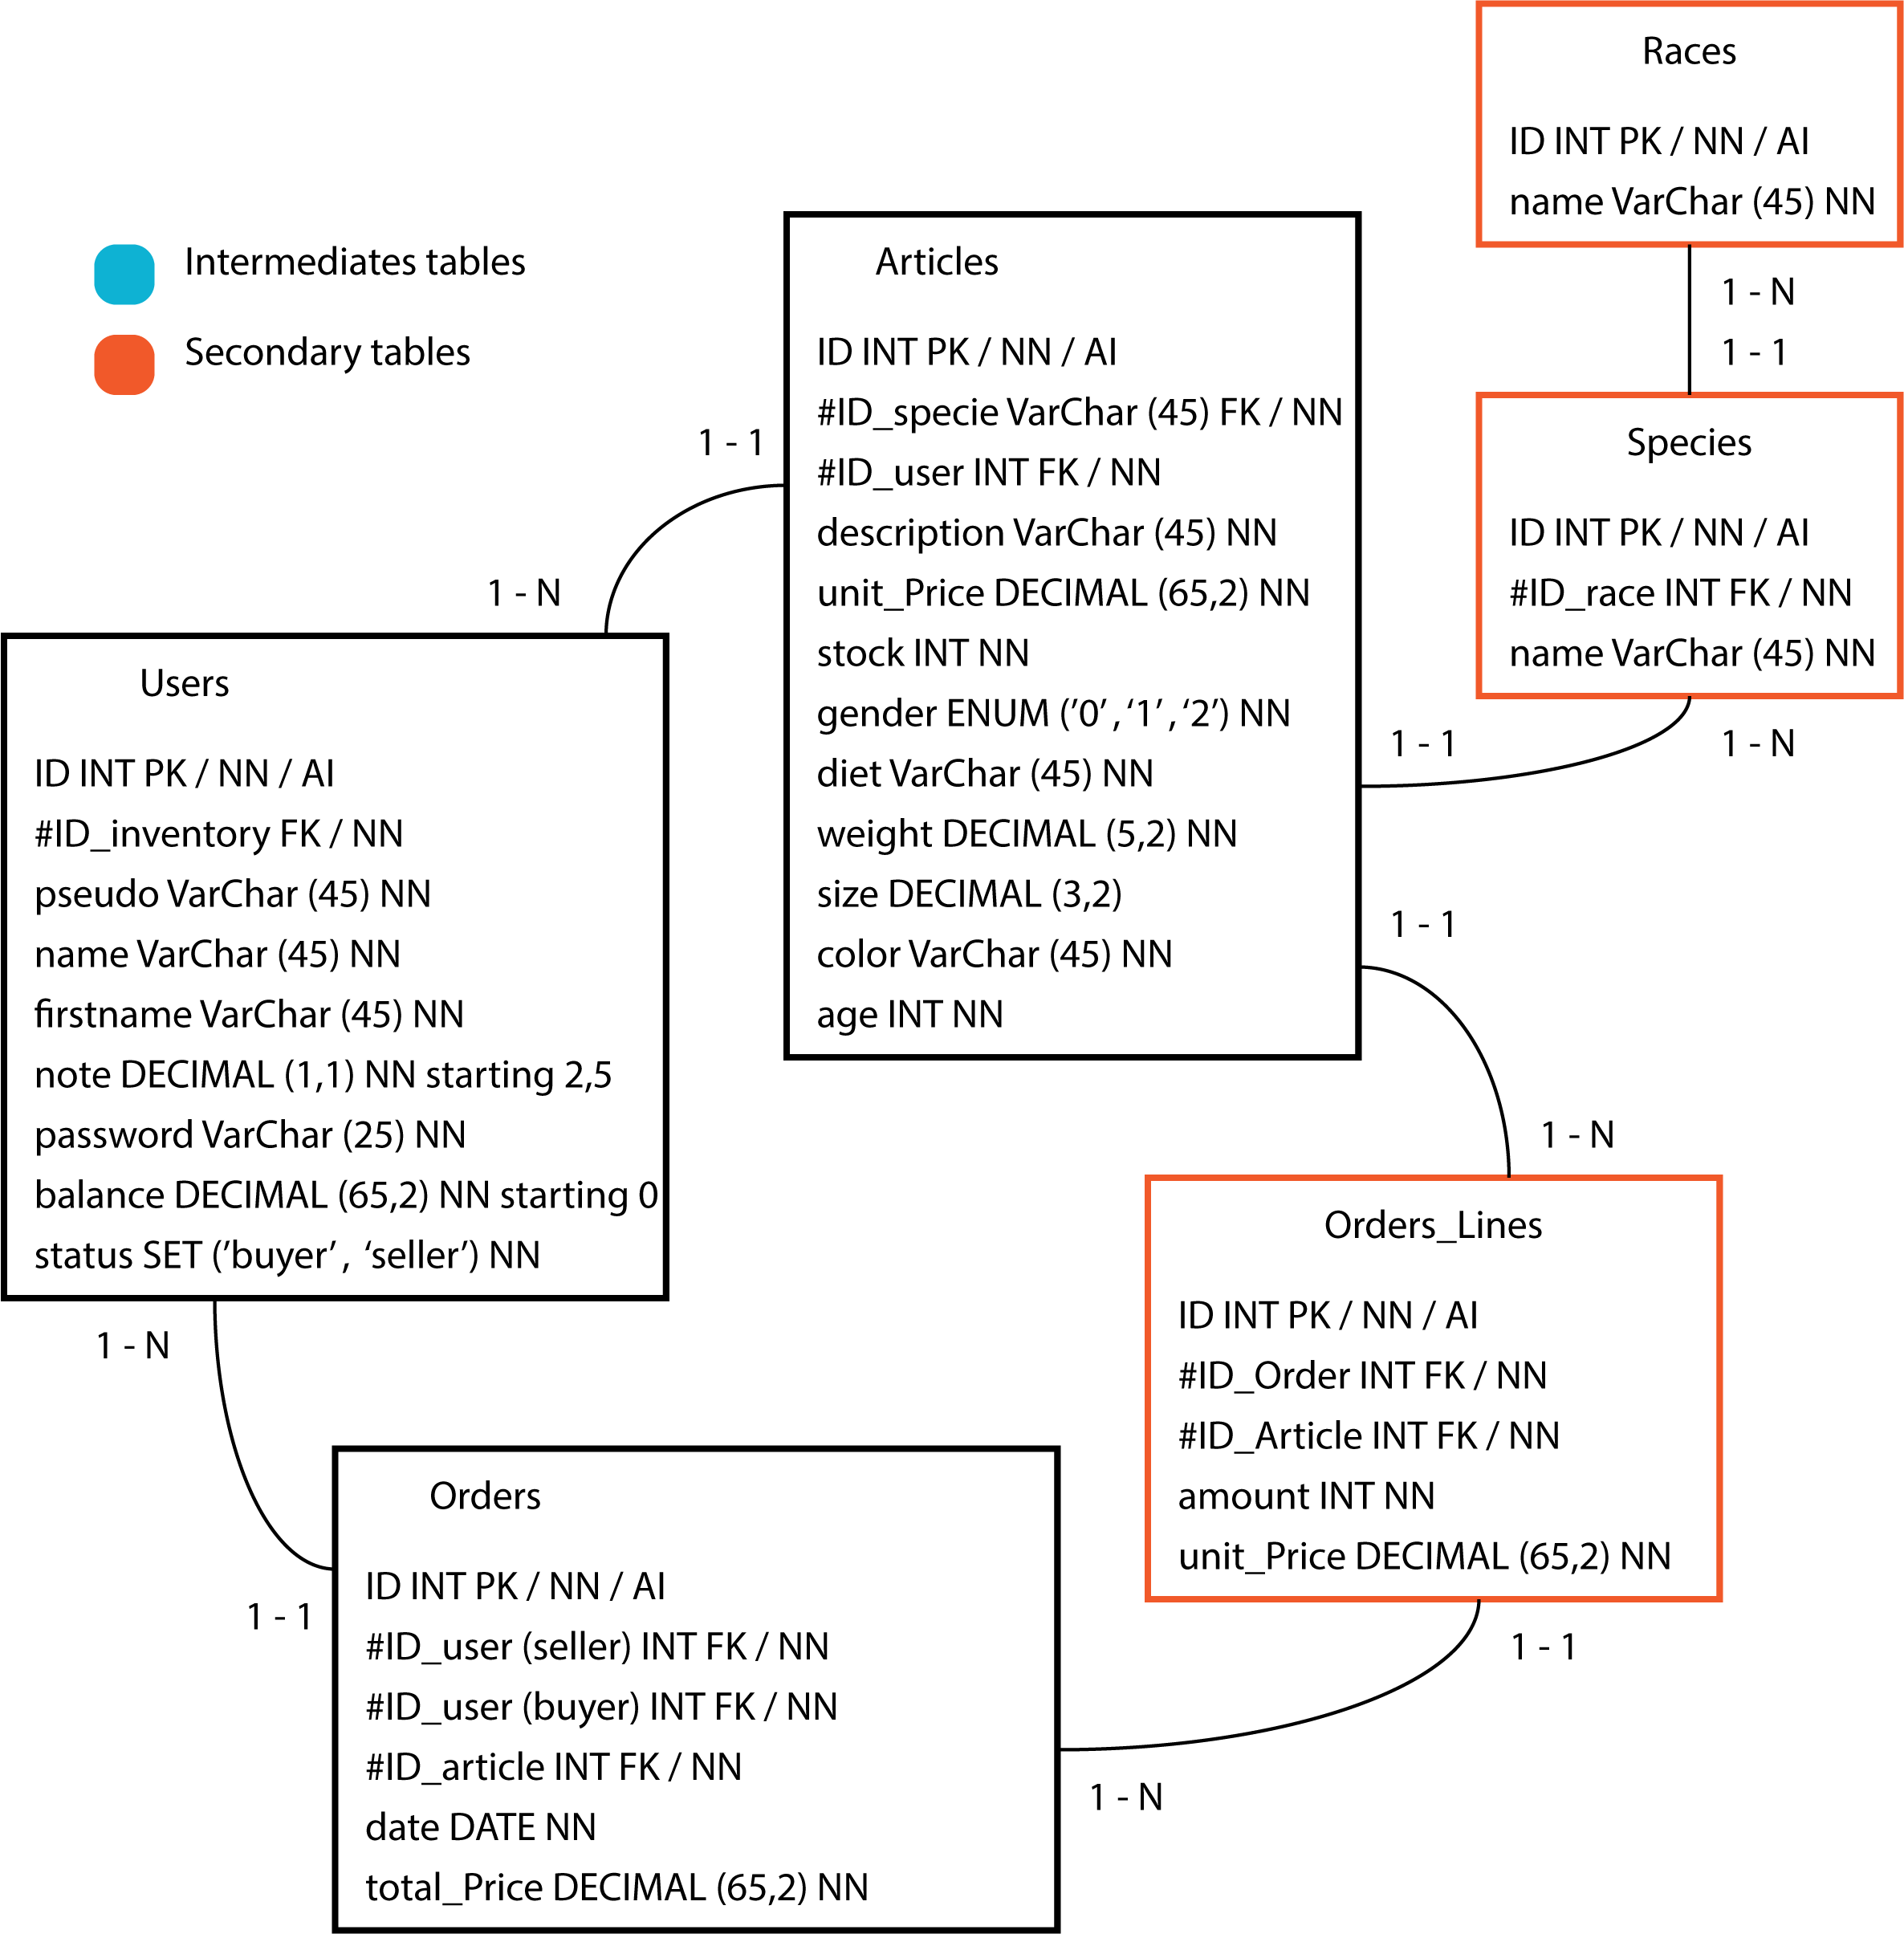 Intermediates tables
Secondary tables
Races
ID INT PK / NN / AI
name VarChar (45) NN
1 - N
1 - 1
Species
ID INT PK / NN / AI
#ID_race INT FK / NN
name VarChar (45) NN
1 - N
1 - 1
Articles
ID INT PK / NN / AI
#ID_specie VarChar (45) FK / NN
#ID_user INT FK / NN
description VarChar (45) NN
unit_Price DECIMAL (65,2) NN
stock INT NN
gender ENUM (’0’ , ‘1’ , ‘2’) NN
diet VarChar (45) NN
weight DECIMAL (5,2) NN
size DECIMAL (3,2)
color VarChar (45) NN
age INT NN
1 - 1
1 - N
Users
ID INT PK / NN / AI
#ID_inventory FK / NN
pseudo VarChar (45) NN
name VarChar (45) NN
firstname VarChar (45) NN
note DECIMAL (1,1) NN starting 2,5
password VarChar (25) NN
balance DECIMAL (65,2) NN starting 0
status SET (’buyer’ , ‘seller’) NN
1 - N
1 - 1
1 - 1
1 - N
Orders_Lines
ID INT PK / NN / AI
#ID_Order INT FK / NN
#ID_Article INT FK / NN
amount INT NN
unit_Price DECIMAL (65,2) NN
1 - 1
1 - N
Orders
ID INT PK / NN / AI
#ID_user (seller) INT FK / NN
#ID_user (buyer) INT FK / NN
#ID_article INT FK / NN
date DATE NN
total_Price DECIMAL (65,2) NN